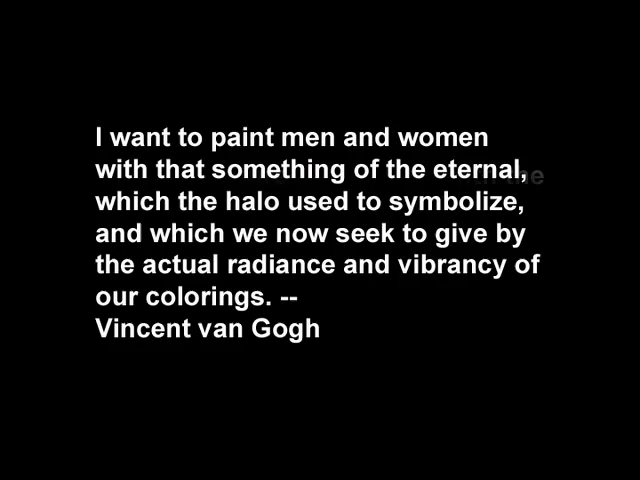 I want to paint men and women
with that something of the eternal,
which the halo used to symbolize,
and which we now seek to give by
the actual radiance and vibrancy of
our colorings. --
Vincent van Gogh